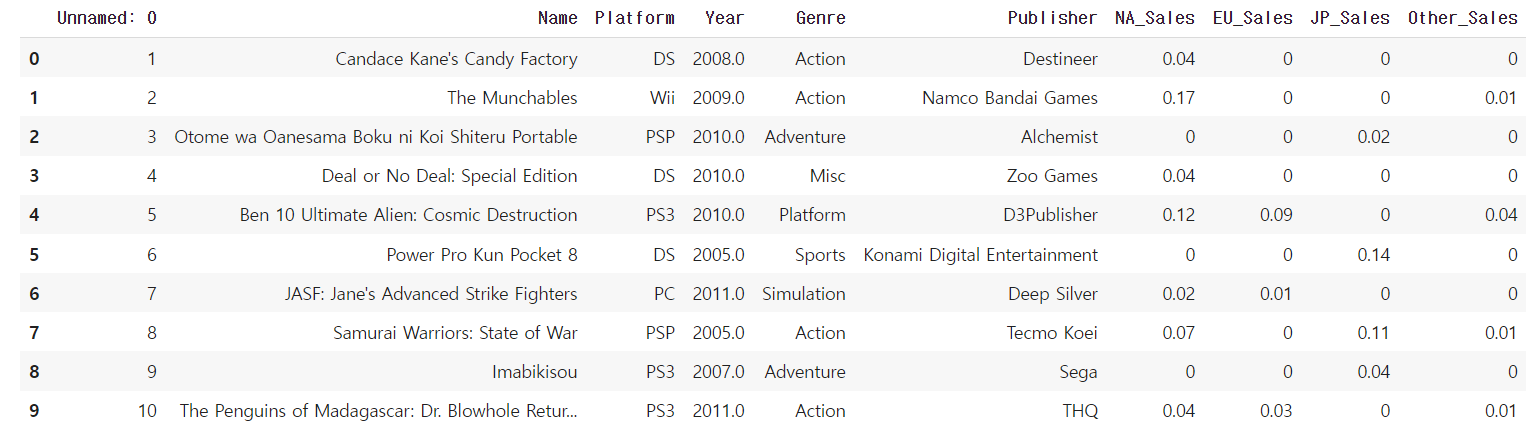 Unnamed: 0 Name Platform Year Genre Publisher NA_Sales EU_Sales JP_Sales Other_Sales
0 1 Candace Kane's Candy Factory DS 2008.0 Action Destineer 0.04 0 0 0
1 2 The Munchables Wii 2009.0 Action Namco Bandai Games 0.17 0 0 0.01
2 3 Otome wa Oanesama Boku ni Koi Shiteru Portable PSP 2010.0 Adventure Alchemist 0 0 0.02 0
3 4 Deal or No Deal: Special Edition DS 2010.0 Misc Zoo Games 0.04 0 0 0
4 5 Ben 10 Ultimate Alien: Cosmic Destruction PS3 2010.0 Platform D3Publisher 0.12 0.09 0 0.04
5 6 Power Pro Kun Pocket 8 DS 2005.0 Sports Konami Digital Entertainment 0 0 0.14 0
6 7 JASF: Jane's Advanced Strike Fighters PC 2011.0 Simulation Deep Silver 0.02 0.01 0 0
7 8 Samurai Warriors: State of War PSP 2005.0 Action Tecmo Koei 0.07 0 0.11 0.01
8 9 Imabikisou PS3 2007.0 Adventure Sega 0 0 0.04 0
9 10 The Penguins of Madagascar: Dr. Blowhole Retur... PS3 2011.0 Action THQ 0.04 0.03 0 0.01